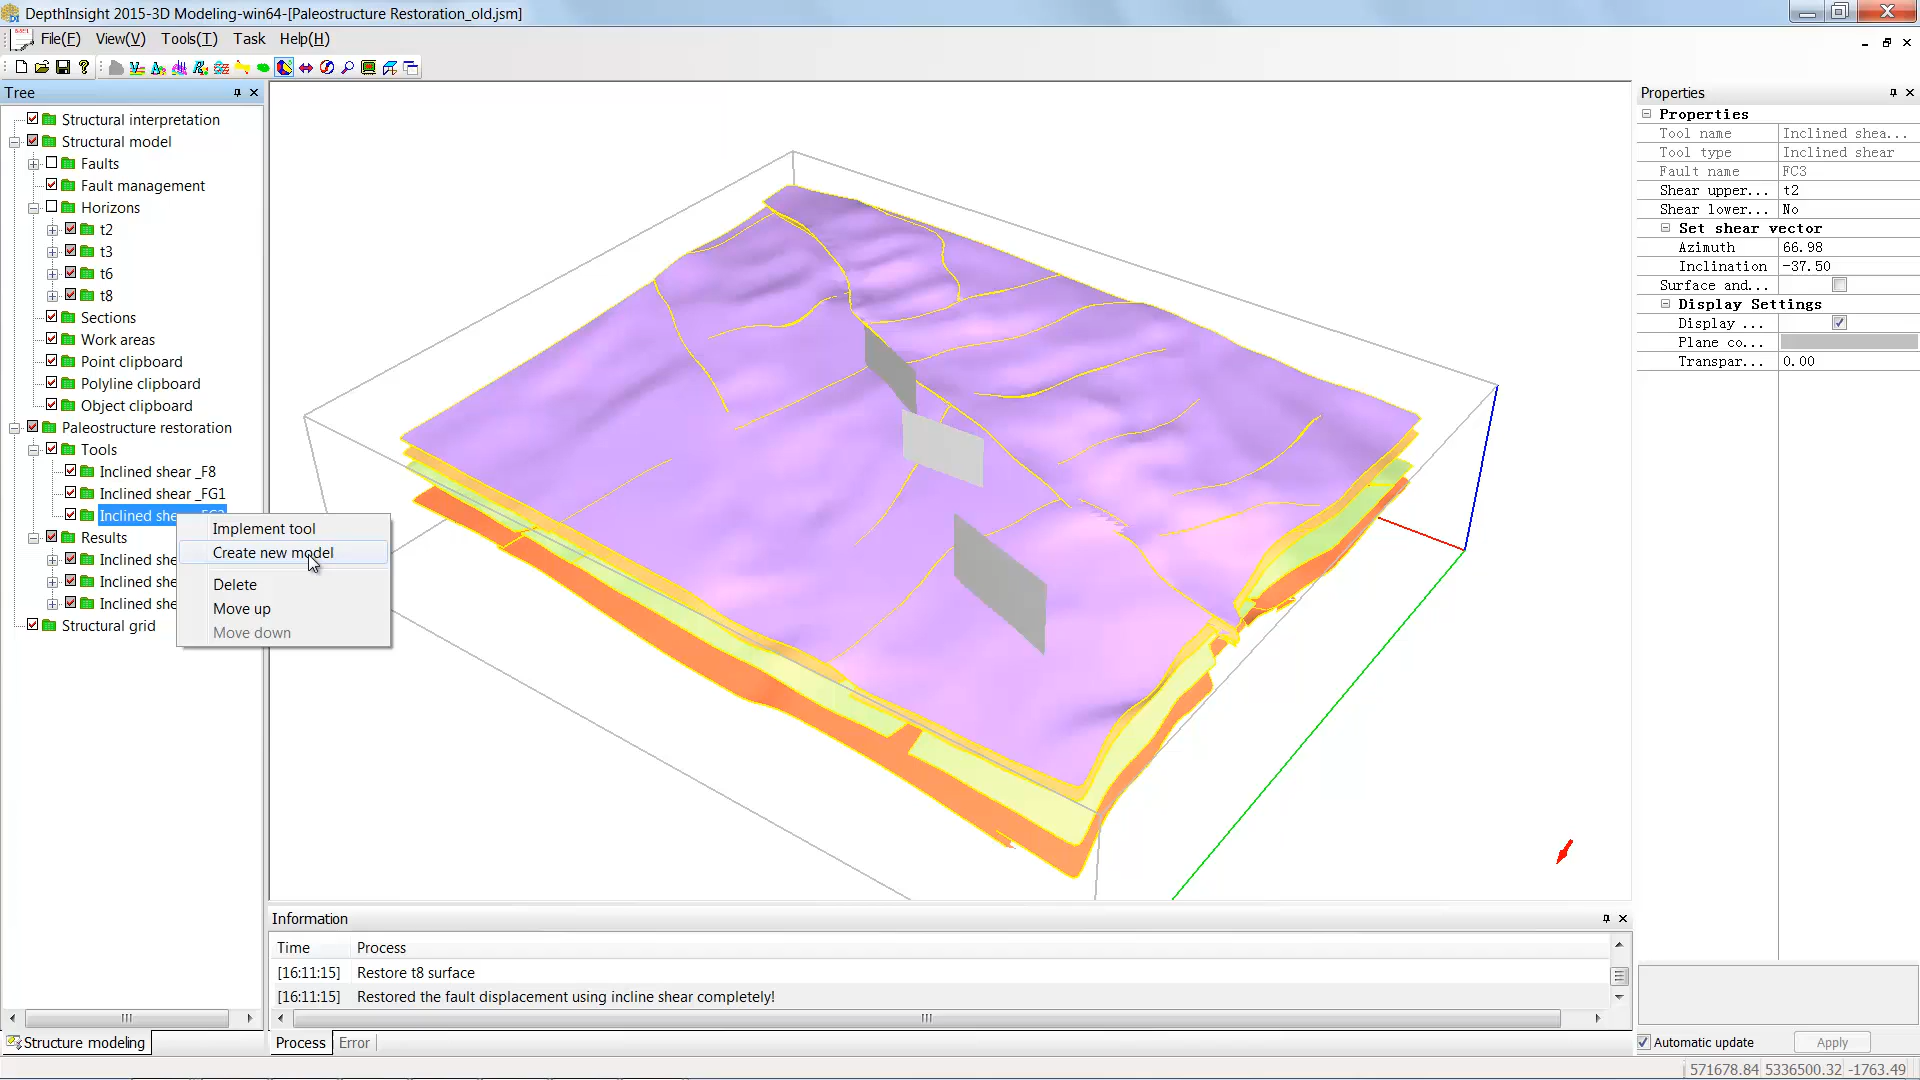 DepthInsight 2015-3D Modeling-win64-[Paleostructure Restoration_old.jsm]
File(F) View(V) Tools(T) Task Help(H)
Tree
Structural interpretation
Structural model
Faults
Fault management
Horizons
t2
t3
t6
t8
Sections
Work areas
Point clipboard
Polyline clipboard
Object clipboard
Paleostructure restoration
Tools
Inclined shear _F8
Inclined shear _FG1
Inclined she
Results
Inclined she
Inclined she
Inclined she
Structural grid
Implement tool
Create new model
Delete
Move up
Move down
Structure modeling
Properties
Properties
Tool name Inclined shea...
Tool type Inclined shear
Fault name FC3
Shear upper... t2
Shear lower... No
Set shear vector
Azimuth 66.98
Inclination -37.50
Surface and...
Display Settings
Display ...
Plane co...
Transpar... 0.00
Automatic update Apply
Information
Time Process
[16:11:15] Restore t8 surface
[16:11:15] Restored the fault displacement using incline shear completely!
Process Error
571678.84 5336500.32 -1763.49